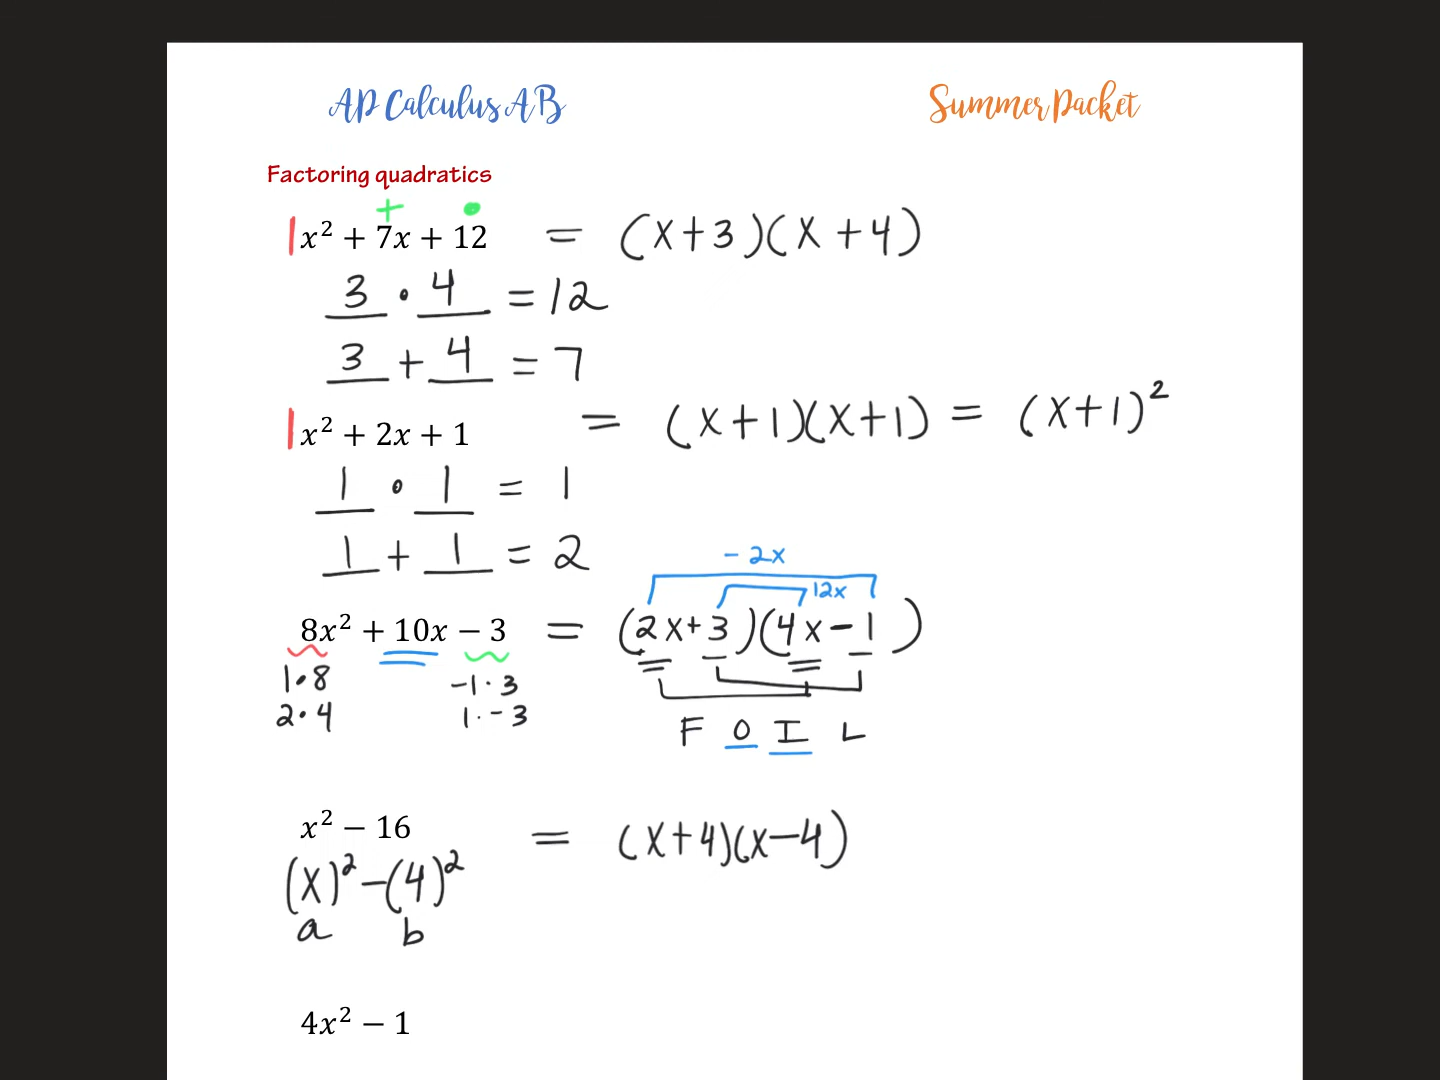 AP Calculus AB Summer Packet
Factoring quadratics
+ •
1x² + 7x + 12 = (x+3)(x+4)
3 • 4 = 12
3 + 4 = 7
1x² + 2x + 1 = (x+1)(x+1) = (x+1)²
1 • 1 = 1
1 + 1 = 2
-2x
12x
8x² + 10x − 3 = (2x+3)(4x-1)
1•8 -1·3
2•4 1·-3
F O I L
x² − 16 = (x+4)(x-4)
(x)²-(4)²
a b
4x² − 1